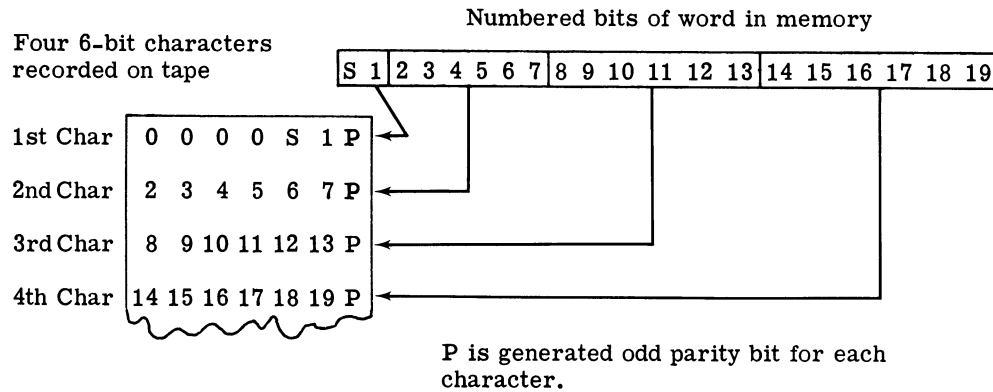 Numbered bits of word in memory
Four 6-bit characters
recorded on tape
S 1 2 3 4 5 6 7 8 9 10 11 12 13 14 15 16 17 18 19
1st Char 0 0 0 0 S 1 P
2nd Char 2 3 4 5 6 7 P
3rd Char 8 9 10 11 12 13 P
4th Char 14 15 16 17 18 19 P
P is generated odd parity bit for each
character.